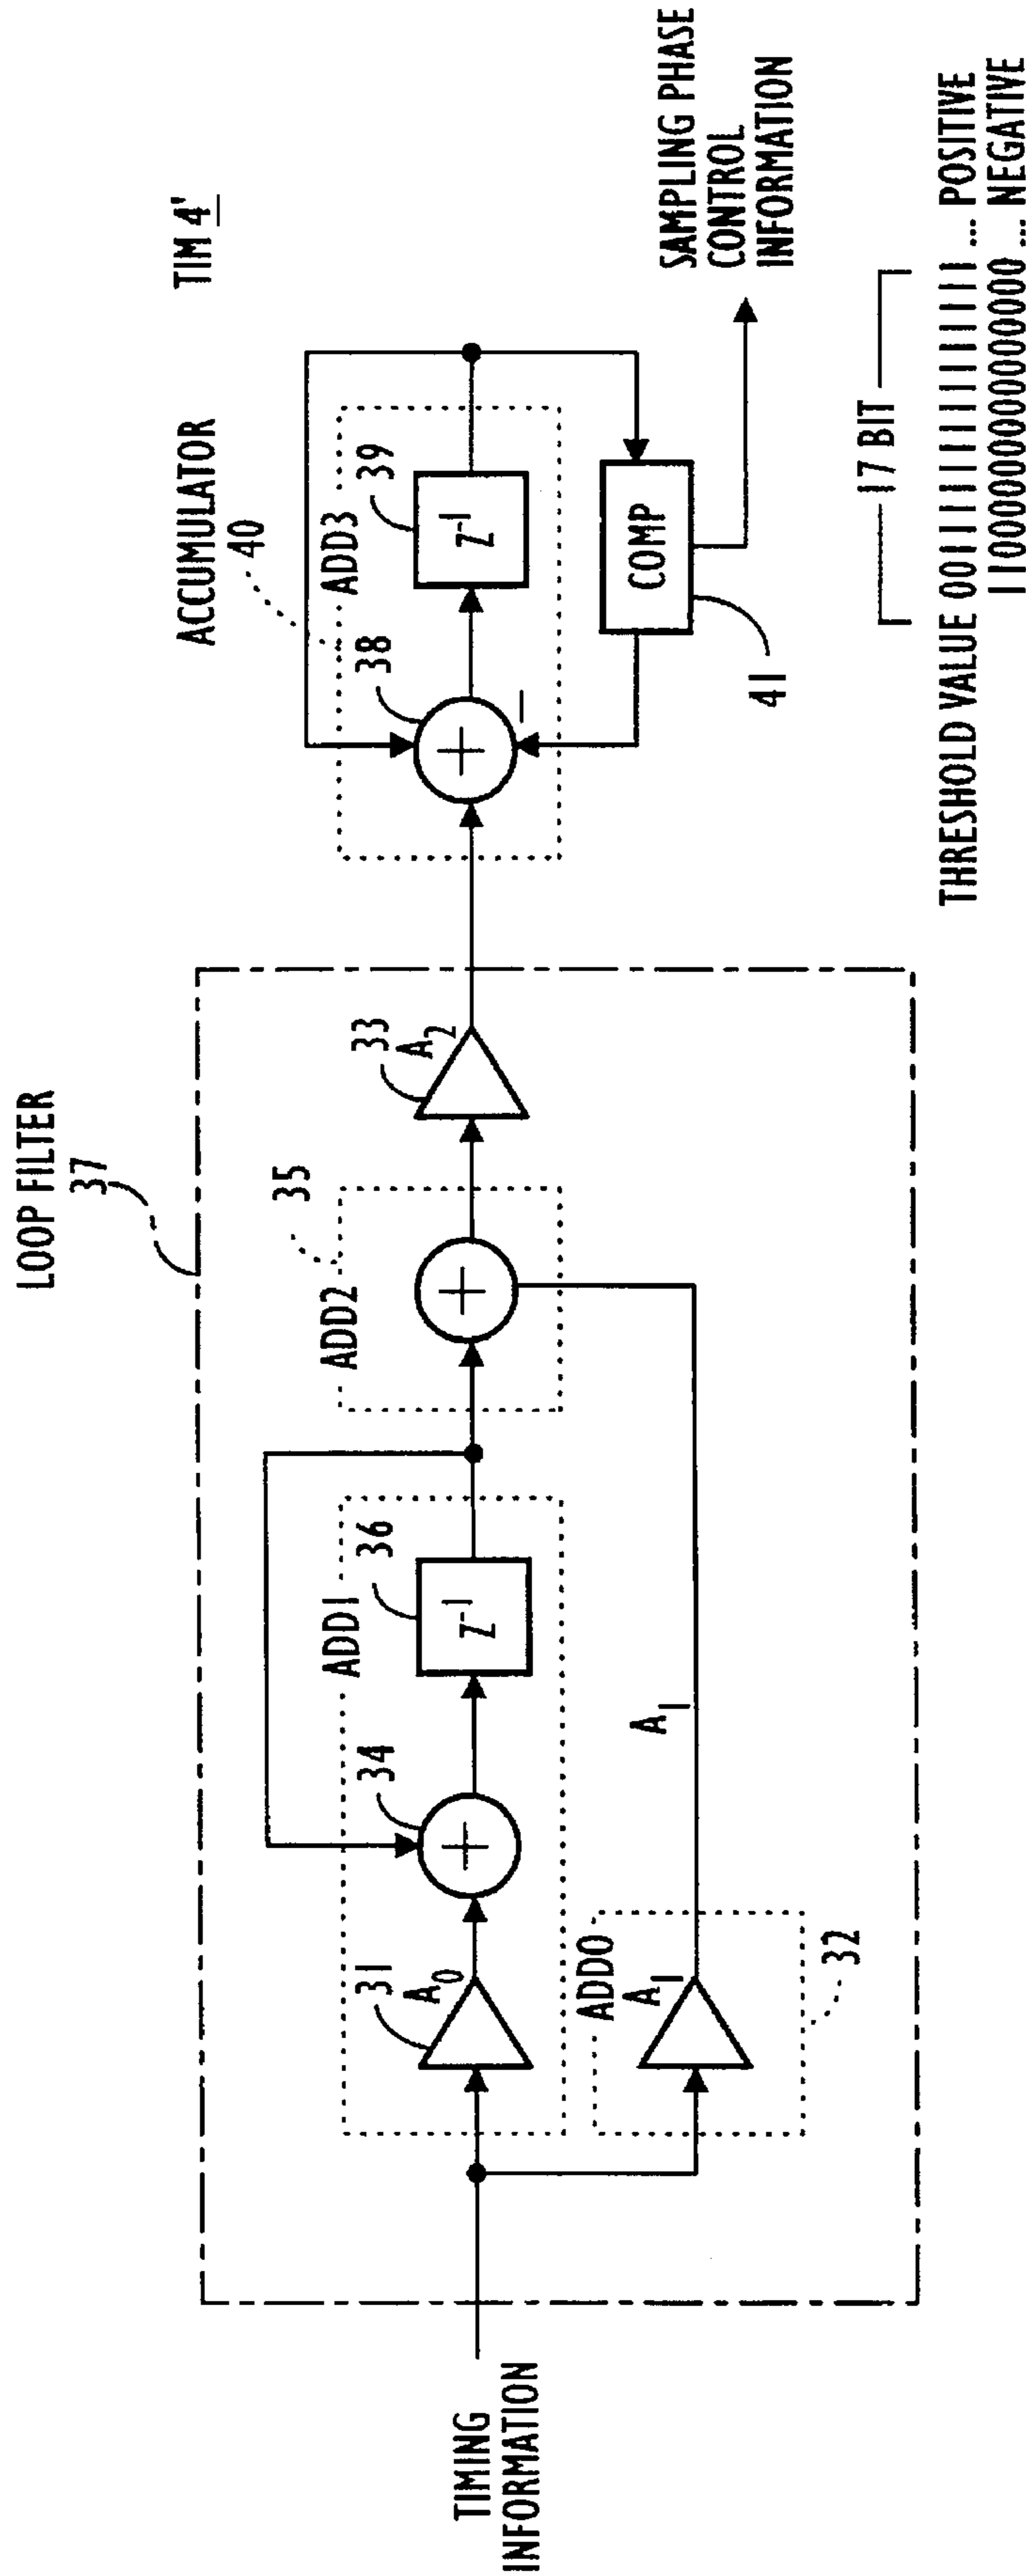 TIM 4'
LOOP FILTER
37
ACCUMULATOR
40
TIMING
INFORMATION
31
A0
34
ADD1
36
Z-1
ADD2
35
33
A2
38
ADD3
39
Z-1
ADD0
A1
32
A1
COMP
41
SAMPLING PHASE
CONTROL
INFORMATION
17 BIT
THRESHOLD VALUE 00111111111111111 ... POSITIVE
11000000000000000 ... NEGATIVE